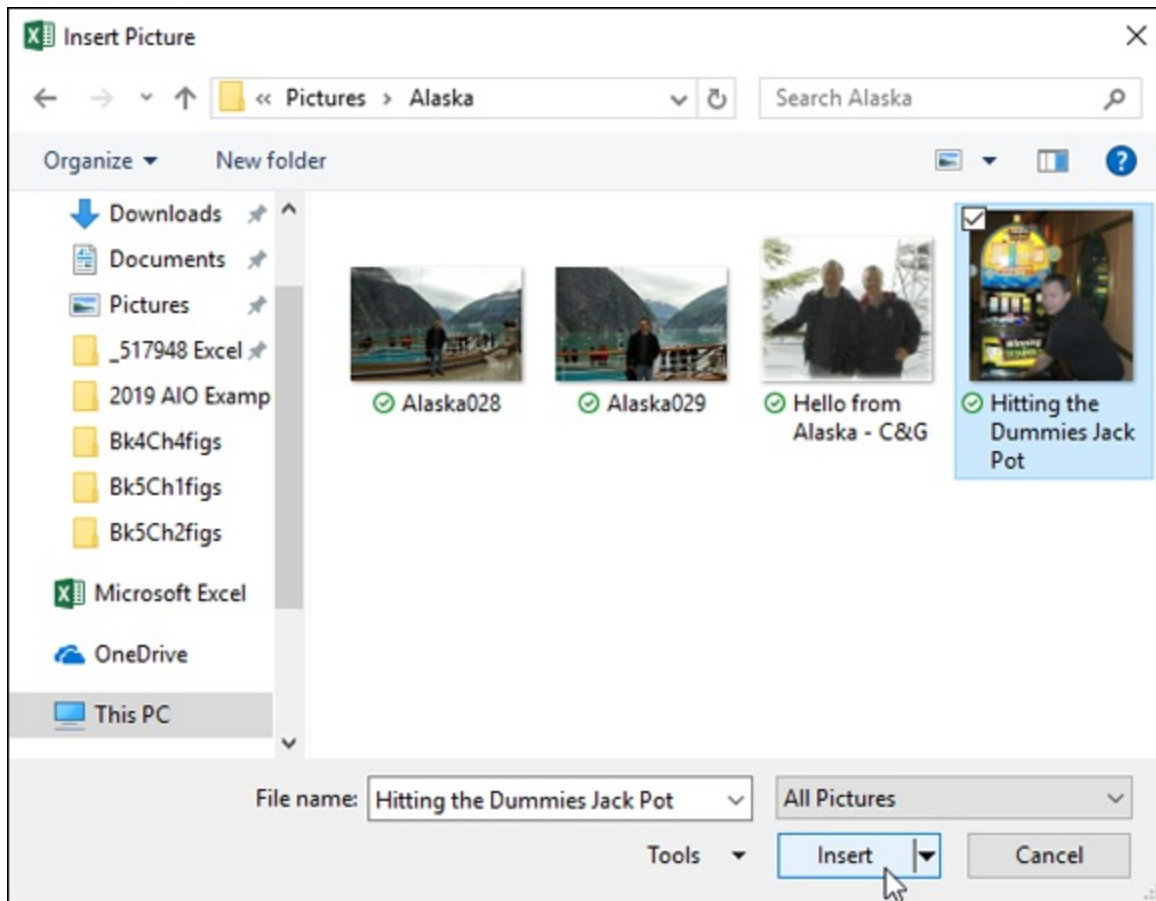 Insert Picture
« Pictures > Alaska
Search Alaska
Organize
New folder
Downloads
Documents
Pictures
_517948 Excel
2019 AIO Examp
Bk4Ch4figs
Bk5Ch1figs
Bk5Ch2figs
Microsoft Excel
OneDrive
This PC
Alaska028
Alaska029
Hello from
Alaska - C&G
Winning
Hitting the
Dummies Jack
Pot
File name:
Hitting the Dummies Jack Pot
All Pictures
Tools
Insert
Cancel